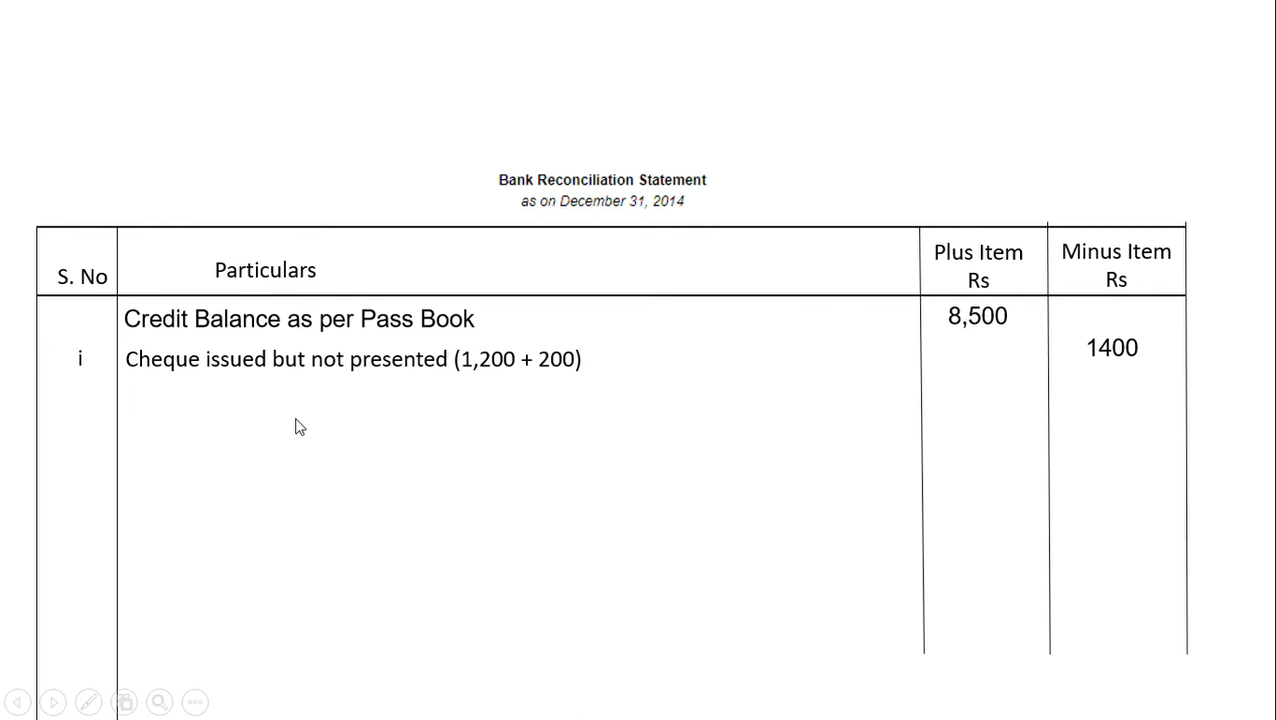 Bank Reconciliation Statement
as on December 31, 2014
S. No Particulars Plus Item Rs Minus Item Rs
Credit Balance as per Pass Book 8,500
i Cheque issued but not presented (1,200 + 200) 1400